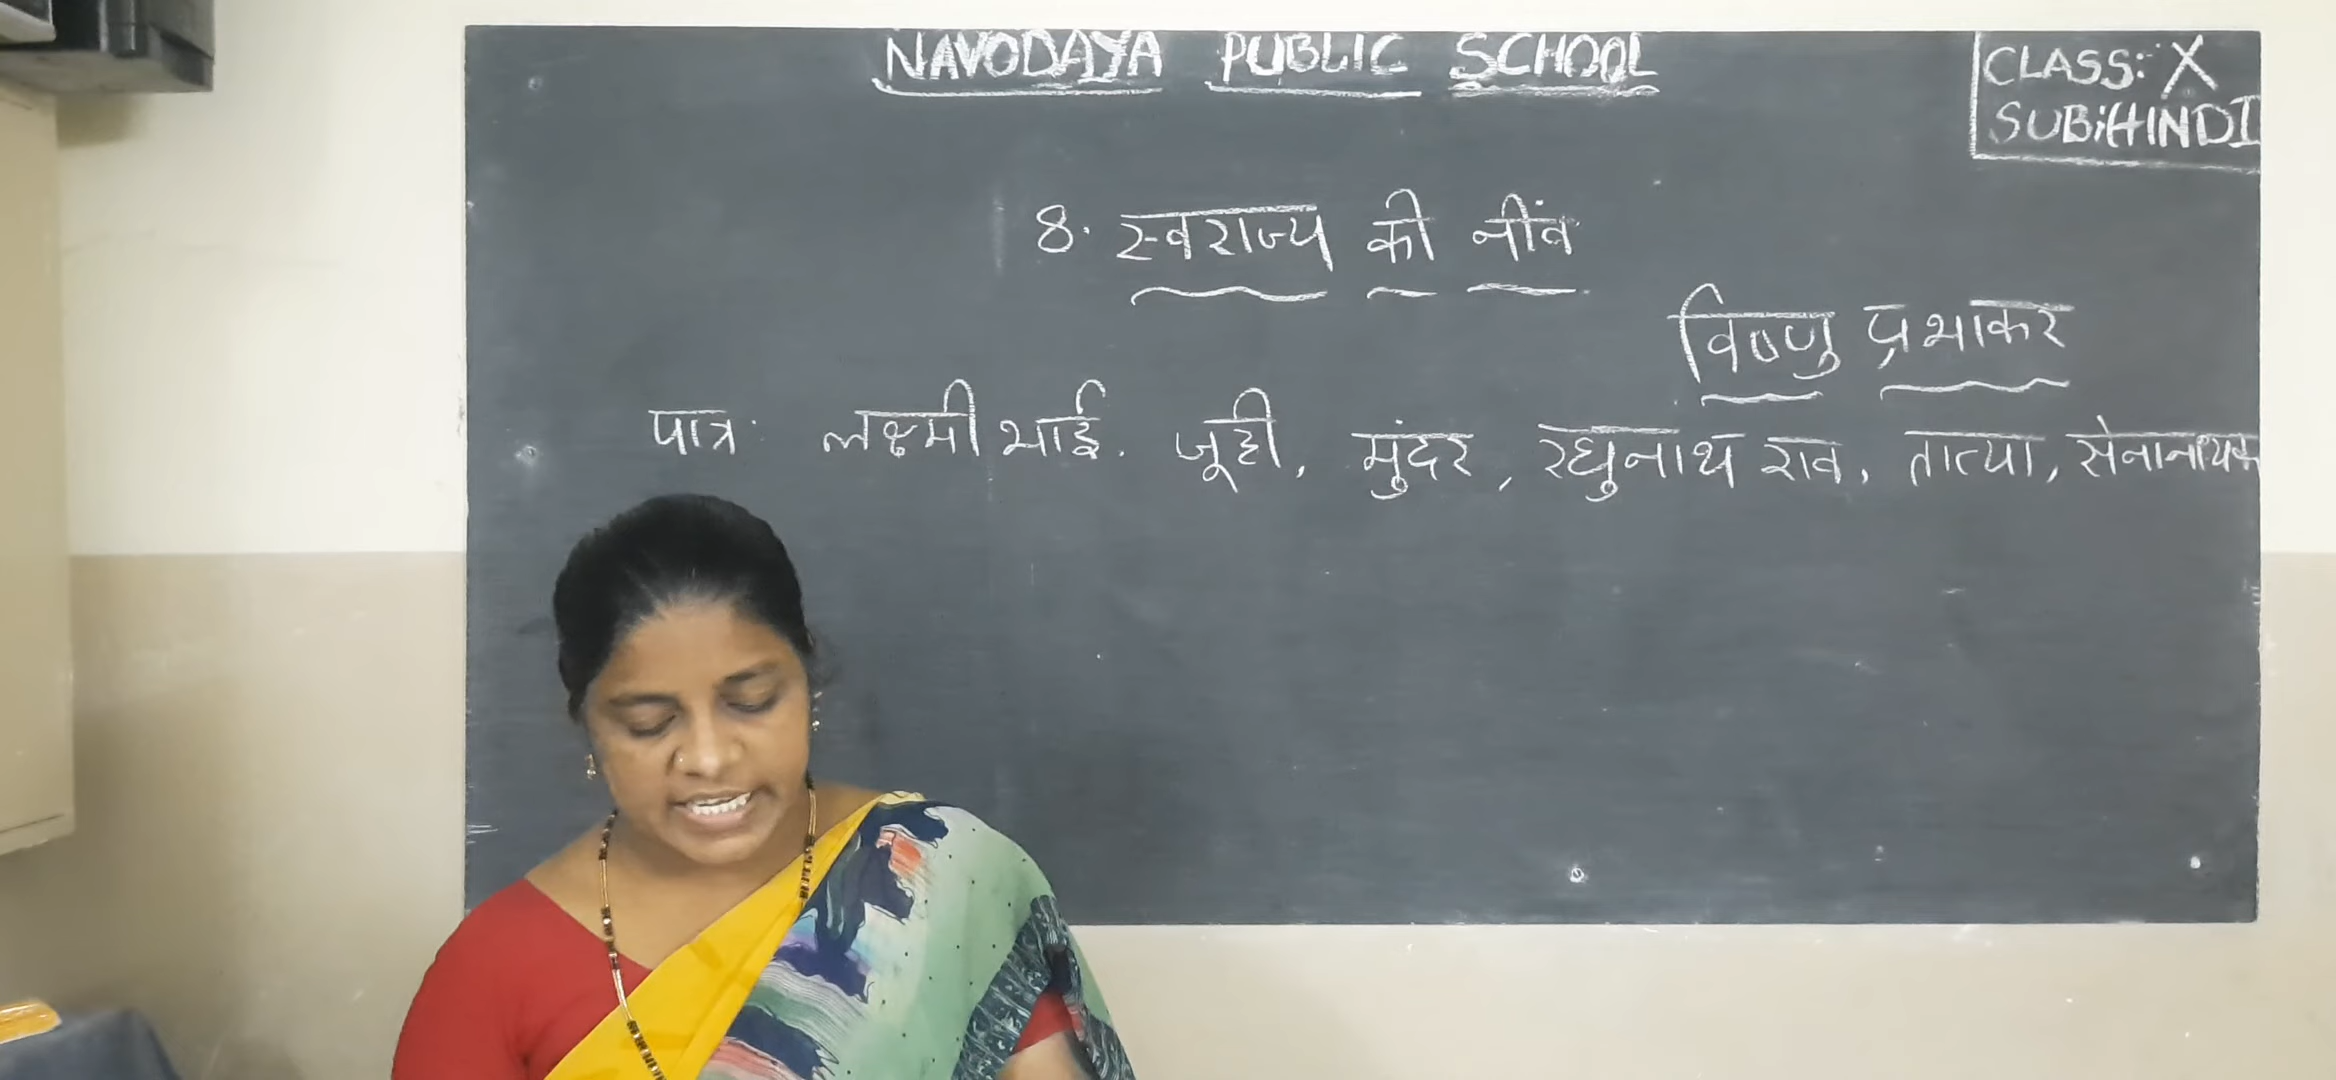 NAVODAYA PUBLIC SCHOOL
CLASS: X
SUB: HINDI
8. स्वराज्य की नींव
विष्णु प्रभाकर
पात्र: लक्ष्मी भाई. जूही, मुंदर, रघुनाथ राव, तात्या, सेनानायक